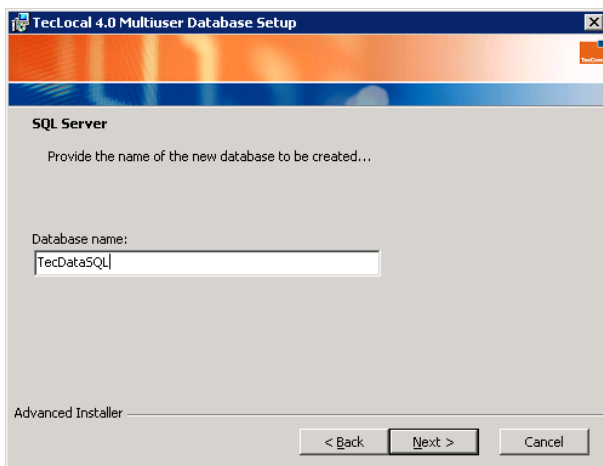 TecLocal 4.0 Multiuser Database Setup
SQL Server
Provide the name of the new database to be created...
Database name:
TecDataSQL
Advanced Installer
< Back
Next >
Cancel